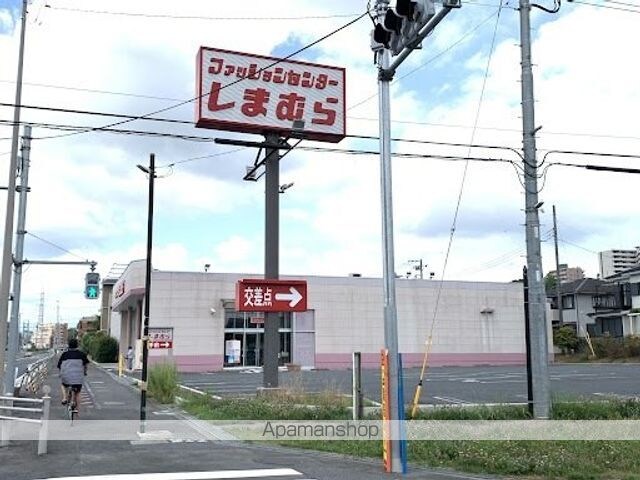 ファッションセンター
しまむら
交差点
Apamanshop